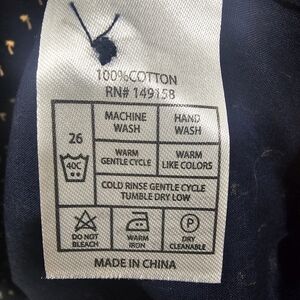 100%COTTON
RN# 149158
26
40C
MACHINE WASH
HAND WASH
WARM GENTLE CYCLE
WARM LIKE COLORS
COLD RINSE GENTLE CYCLE
TUMBLE DRY LOW
DO NOT BLEACH
WARM IRON
P
DRY CLEANABLE
MADE IN CHINA